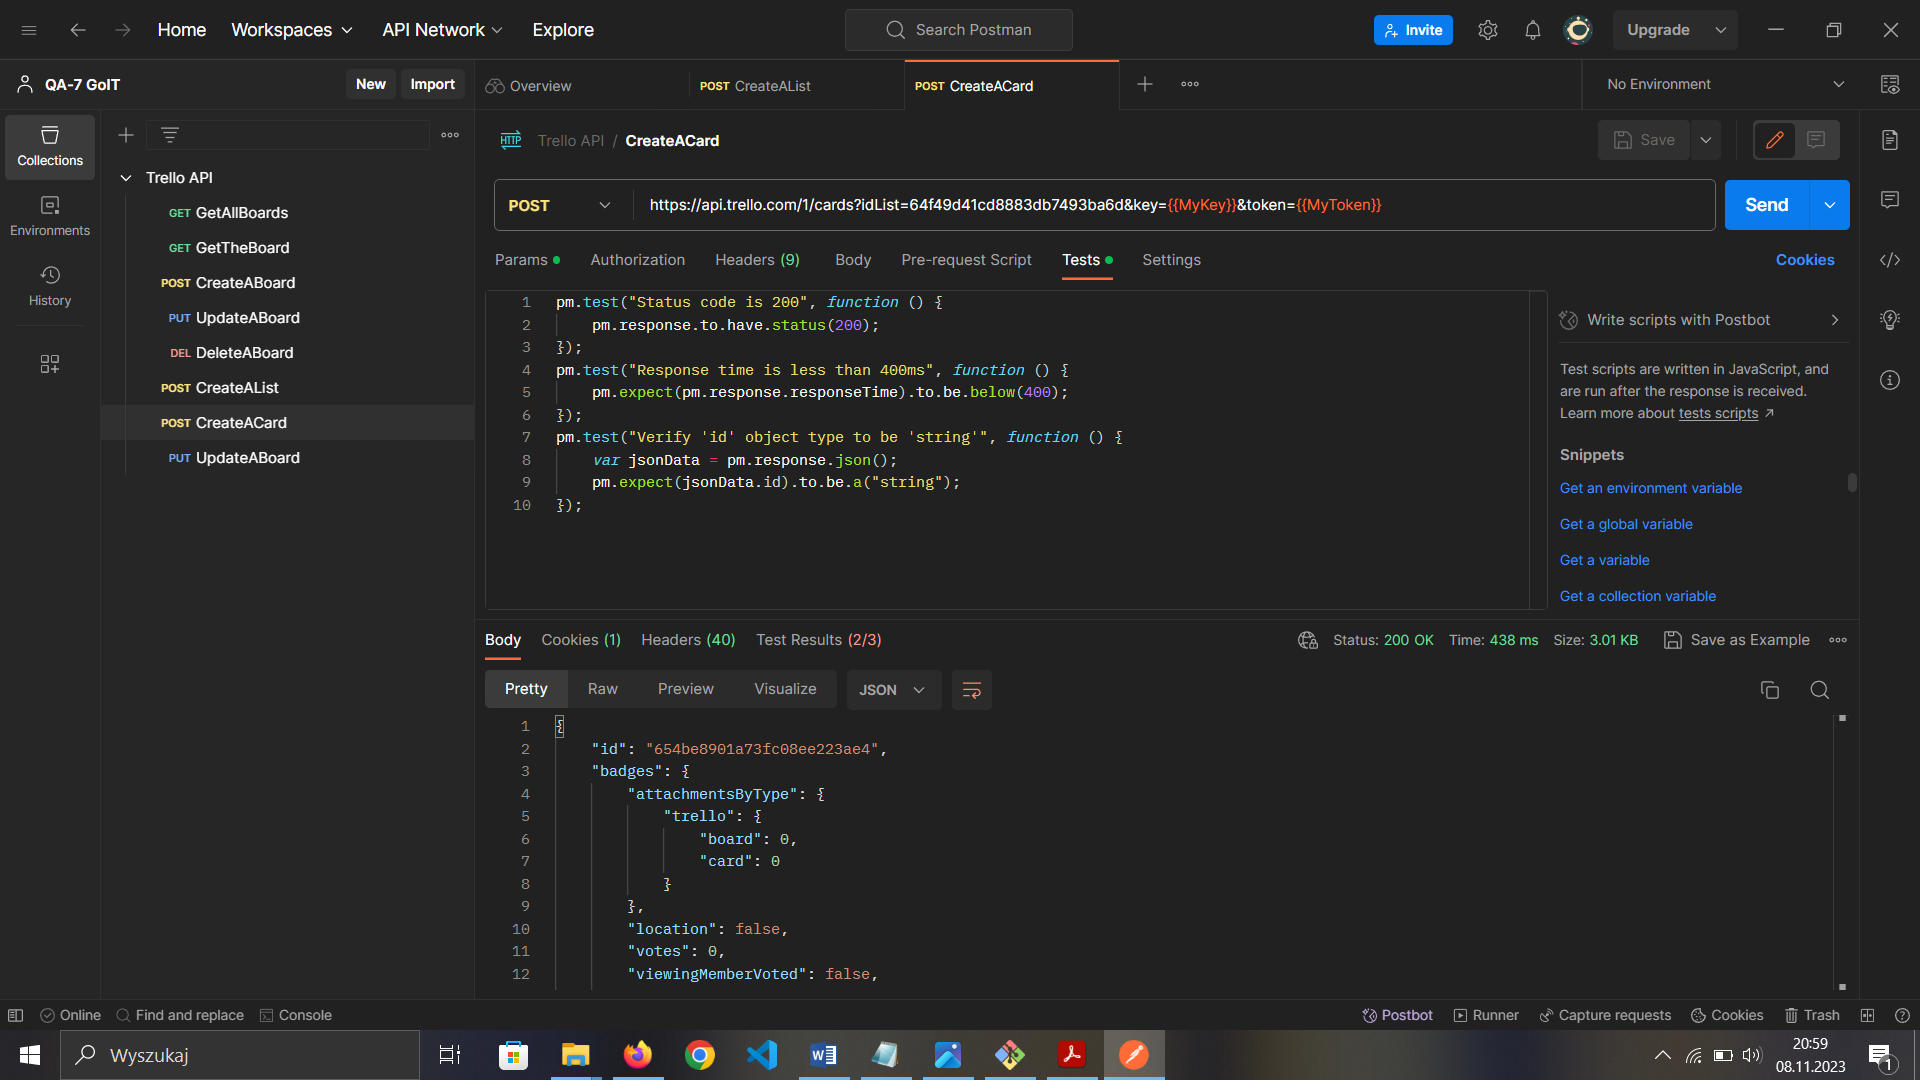 Home Workspaces API Network Explore Search Postman Invite Upgrade
QA-7 GoIT New Import Overview POST CreateAList POST CreateACard No Environment
Collections
Environments
History
Trello API
GET GetAllBoards
GET GetTheBoard
POST CreateABoard
PUT UpdateABoard
DEL DeleteABoard
POST CreateAList
POST CreateACard
PUT UpdateABoard
HTTP Trello API / CreateACard Save
POST https://api.trello.com/1/cards?idList=64f49d41cd8883db7493ba6d&key={{MyKey}}&token={{MyToken}} Send
Params Authorization Headers (9) Body Pre-request Script Tests Settings Cookies
1 pm.test("Status code is 200", function () {
2 pm.response.to.have.status(200);
3 });
4 pm.test("Response time is less than 400ms", function () {
5 pm.expect(pm.response.responseTime).to.be.below(400);
6 });
7 pm.test("Verify 'id' object type to be 'string'", function () {
8 var jsonData = pm.response.json();
9 pm.expect(jsonData.id).to.be.a("string");
10 });
Write scripts with Postbot
Test scripts are written in JavaScript, and
are run after the response is received.
Learn more about tests scripts
Snippets
Get an environment variable
Get a global variable
Get a variable
Get a collection variable
Body Cookies (1) Headers (40) Test Results (2/3) Status: 200 OK Time: 438 ms Size: 3.01 KB Save as Example
Pretty Raw Preview Visualize JSON
1 {
2 "id": "654be8901a73fc08ee223ae4",
3 "badges": {
4 "attachmentsByType": {
5 "trello": {
6 "board": 0,
7 "card": 0
8 }
9 },
10 "location": false,
11 "votes": 0,
12 "viewingMemberVoted": false,
Online Find and replace Console Postbot Runner Capture requests Cookies Trash
Wyszukaj
20:59
08.11.2023
1